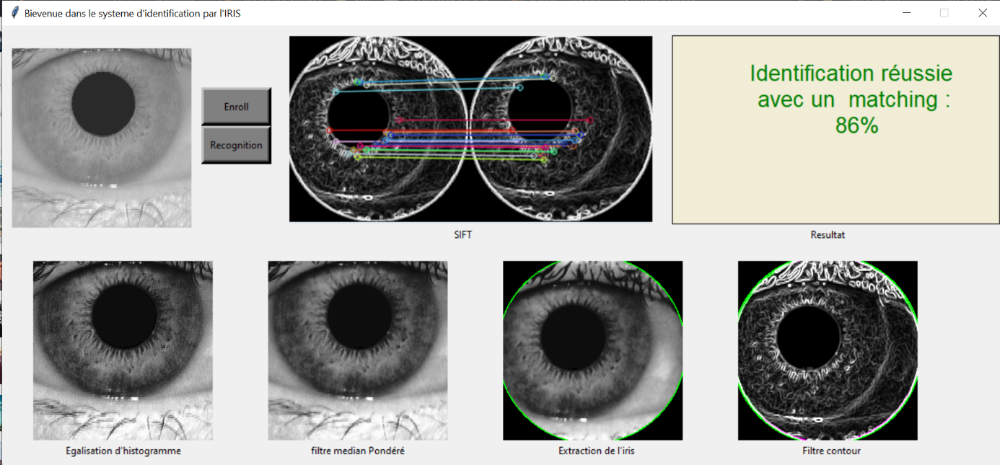 Bievenue dans le systeme d'identification par l'IRIS
Enroll
Recognition
Identification réussie
avec un matching :
86%
SIFT
Resultat
Egalisation d'histogramme
filtre median Pondéré
Extraction de l'iris
Filtre contour